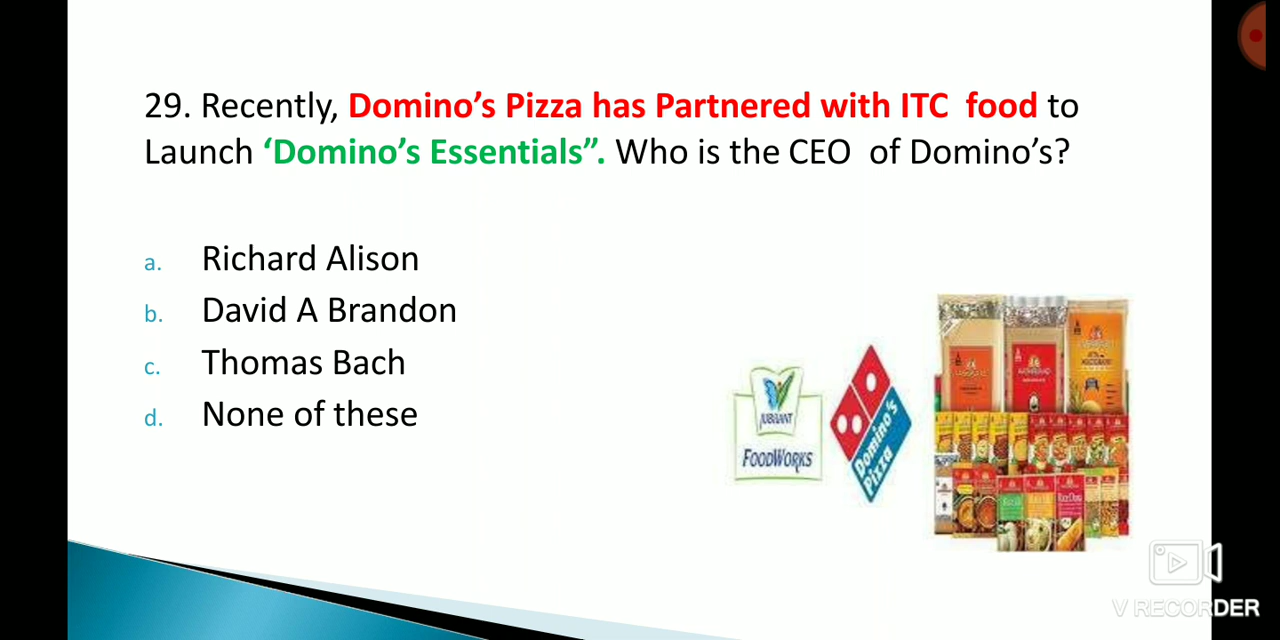 29. Recently, Domino's Pizza has Partnered with ITC food to
Launch ‘Domino's Essentials”. Who is the CEO of Domino's?
a. Richard Alison
b. David A Brandon
c. Thomas Bach
d. None of these
JUBILANT
FOODWORKS
Domino's
Pizza
V RECORDER